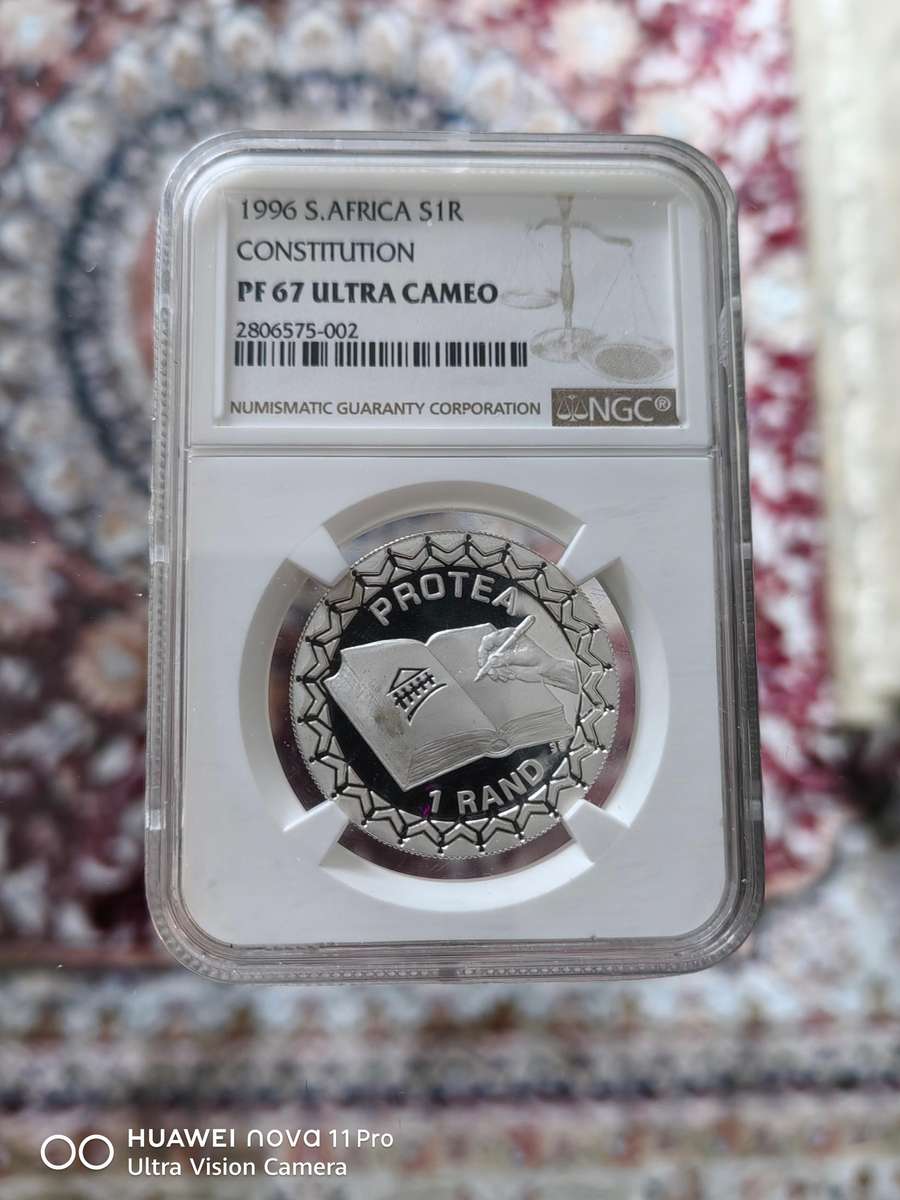 1996 S.AFRICA S1R
CONSTITUTION
PF 67 ULTRA CAMEO
2806575-002
NUMISMATIC GUARANTY CORPORATION NGC®
PROTEA
1 RAND
HUAWEI nova 11 Pro
Ultra Vision Camera